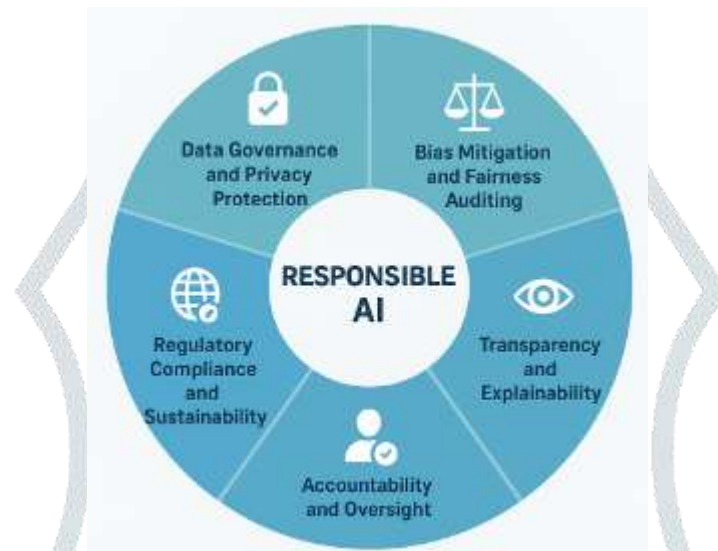 Data Governance
and Privacy
Protection
Bias Mitigation
and Fairness
Auditing
RESPONSIBLE
AI
Regulatory
Compliance
and
Sustainability
Transparency
and
Explainability
Accountability
and Oversight